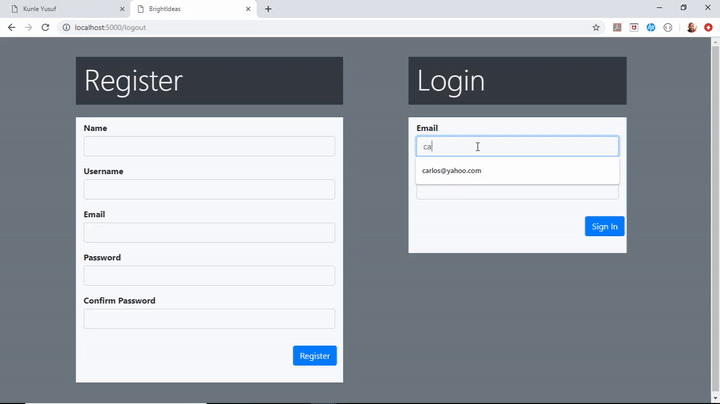 Kunle Yusuf
BrightIdeas
localhost:5000/logout
Register
Name
Username
Email
Password
Confirm Password
Register
Login
Email
ca
carlos@yahoo.com
Sign In